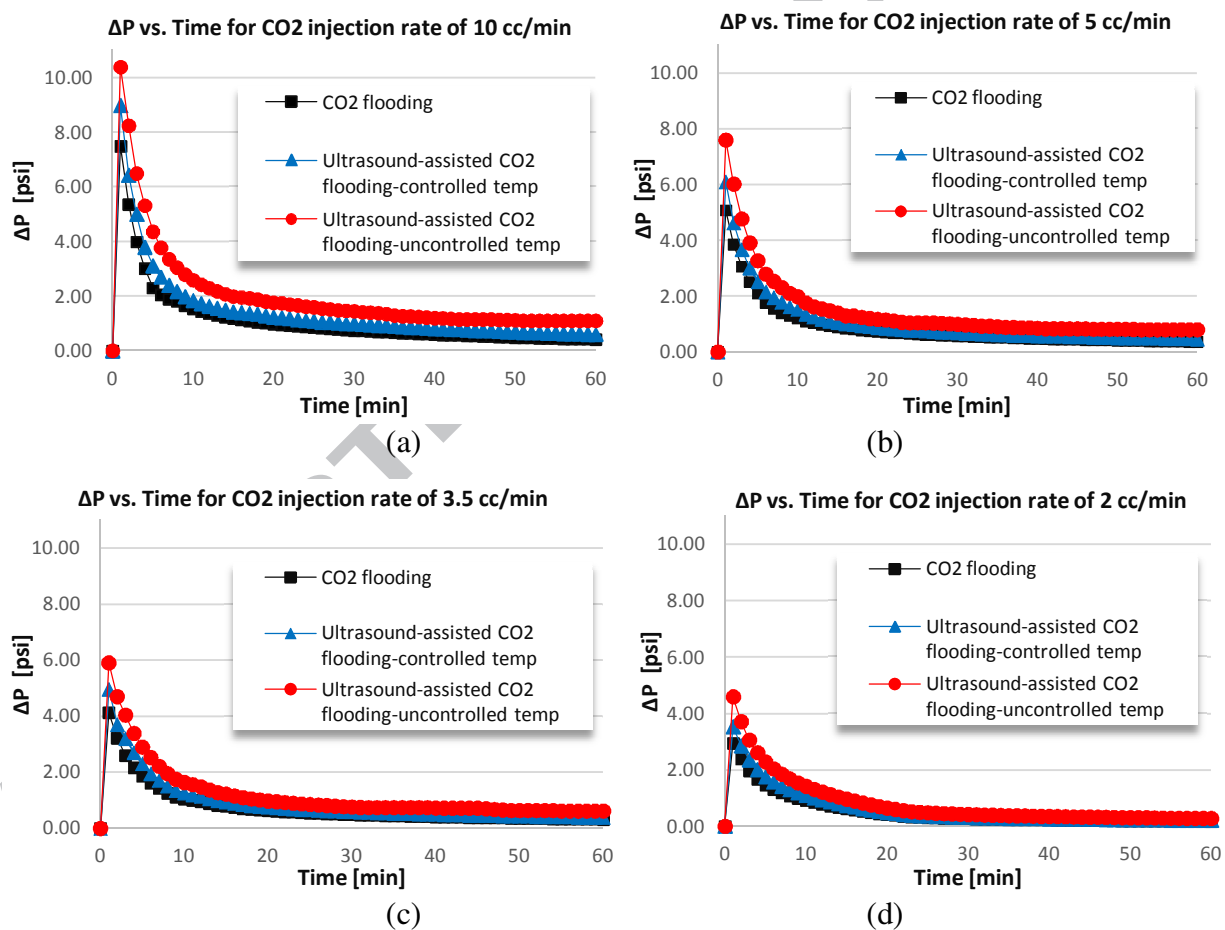 ΔP vs. Time for CO2 injection rate of 10 cc/min
10.00
8.00
6.00
4.00
2.00
0.00
ΔP [psi]
CO2 flooding
Ultrasound-assisted CO2
flooding-controlled temp
Ultrasound-assisted CO2
flooding-uncontrolled temp
0 10 20 30 40 50 60
Time [min]
(a)
ΔP vs. Time for CO2 injection rate of 5 cc/min
10.00
8.00
6.00
4.00
2.00
0.00
ΔP [psi]
CO2 flooding
Ultrasound-assisted CO2
flooding-controlled temp
Ultrasound-assisted CO2
flooding-uncontrolled temp
0 10 20 30 40 50 60
Time [min]
(b)
ΔP vs. Time for CO2 injection rate of 3.5 cc/min
10.00
8.00
6.00
4.00
2.00
0.00
ΔP [psi]
CO2 flooding
Ultrasound-assisted CO2
flooding-controlled temp
Ultrasound-assisted CO2
flooding-uncontrolled temp
0 10 20 30 40 50 60
Time [min]
(c)
ΔP vs. Time for CO2 injection rate of 2 cc/min
10.00
8.00
6.00
4.00
2.00
0.00
ΔP [psi]
CO2 flooding
Ultrasound-assisted CO2
flooding-controlled temp
Ultrasound-assisted CO2
flooding-uncontrolled temp
0 10 20 30 40 50 60
Time [min]
(d)